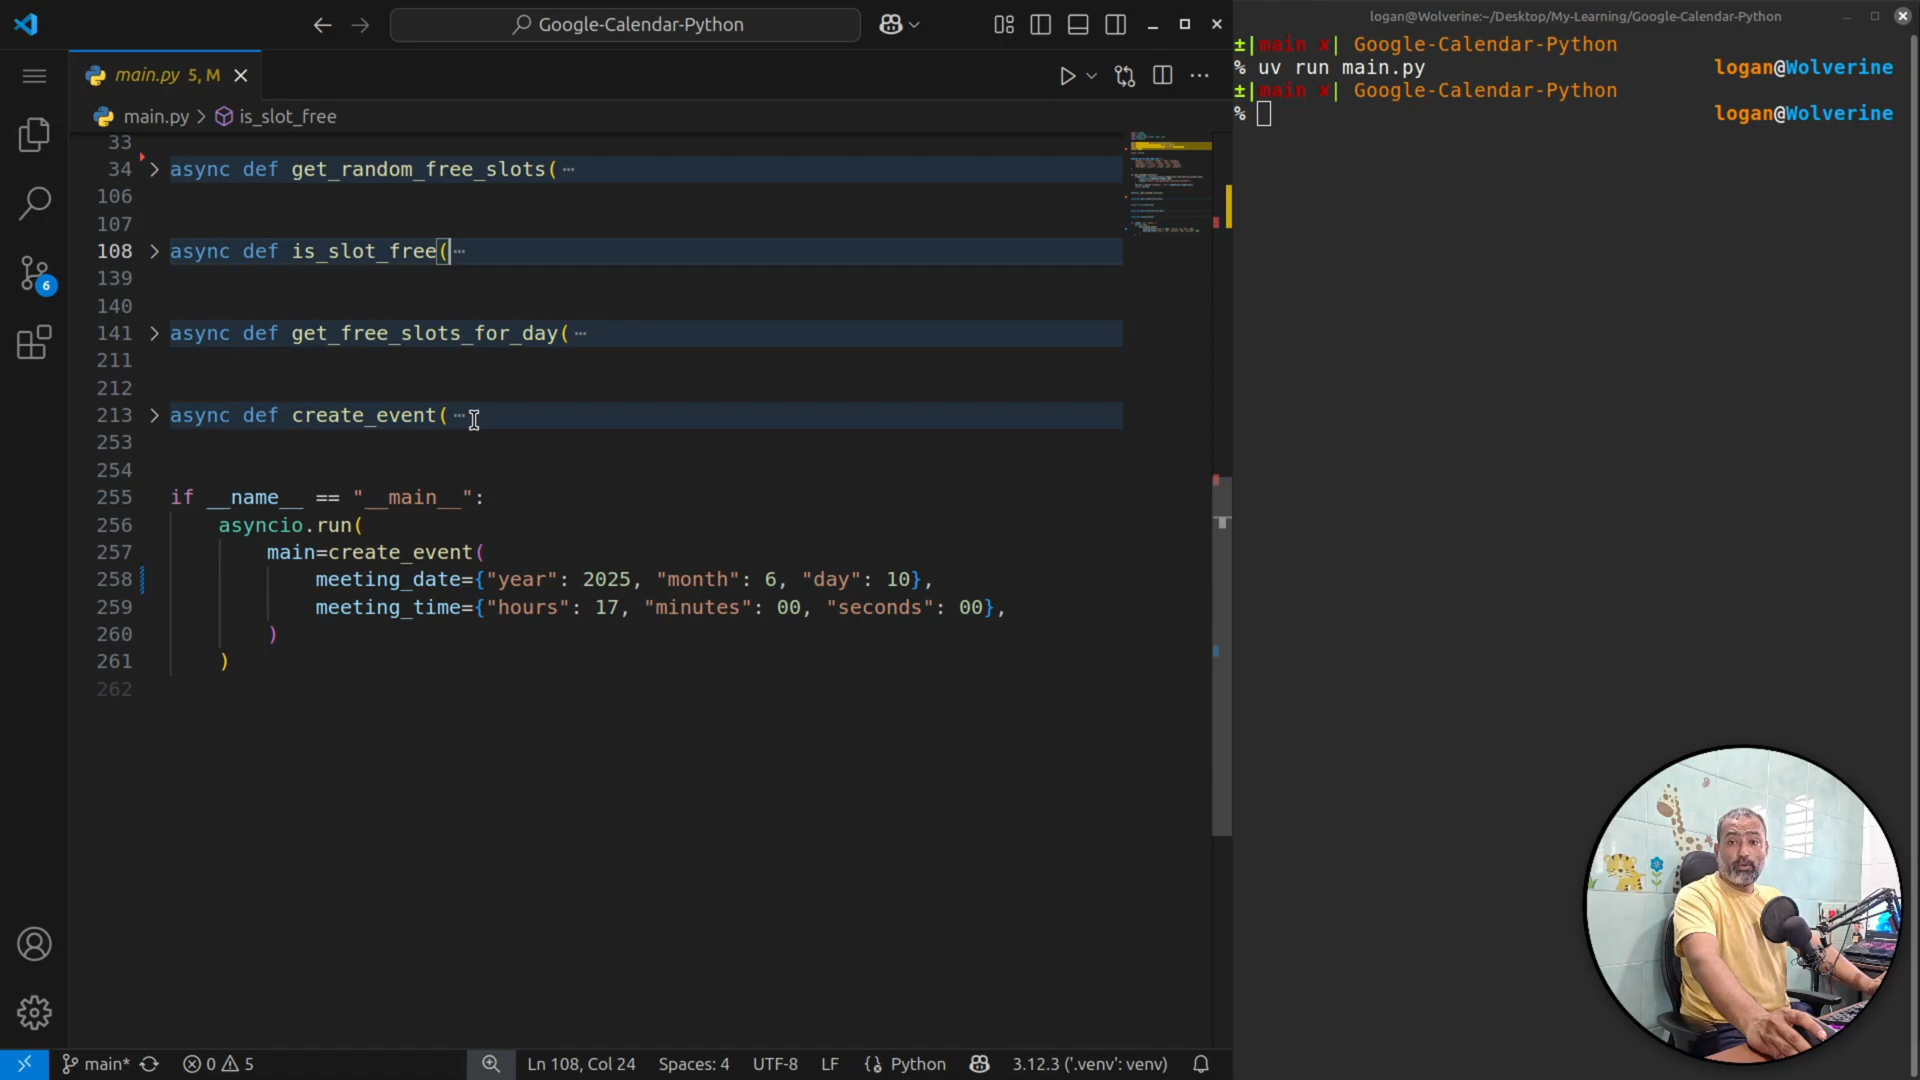 Google-Calendar-Python
main.py 5, M
main.py > is_slot_free
33
34 async def get_random_free_slots(⋯
106
107
108 async def is_slot_free(⋯
139
140
141 async def get_free_slots_for_day(⋯
211
212
213 async def create_event(⋯
253
254
255 if __name__ == "__main__":
256 asyncio.run(
257 main=create_event(
258 meeting_date={"year": 2025, "month": 6, "day": 10},
259 meeting_time={"hours": 17, "minutes": 00, "seconds": 00},
260 )
261 )
262
6
main* 0 5 Ln 108, Col 24 Spaces: 4 UTF-8 LF Python 3.12.3 ('.venv': venv)
logan@Wolverine:~/Desktop/My-Learning/Google-Calendar-Python
±|main ✗| Google-Calendar-Python
% uv run main.py logan@Wolverine
±|main ✗| Google-Calendar-Python
% logan@Wolverine